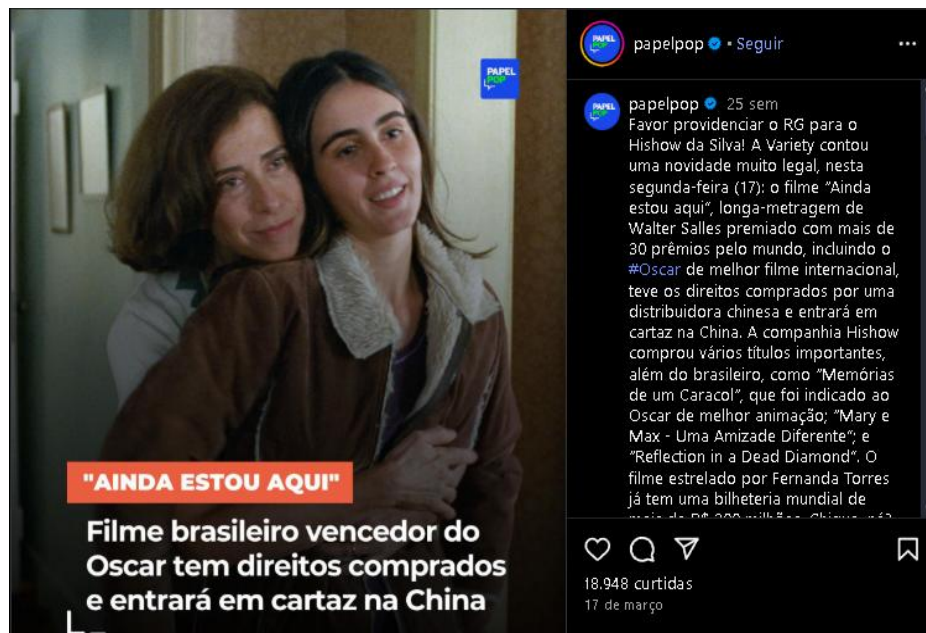 PAPEL
POP
"AINDA ESTOU AQUI"
Filme brasileiro vencedor do
Oscar tem direitos comprados
e entrará em cartaz na China
papelpop • Seguir
papelpop 25 sem
Favor providenciar o RG para o
Hishow da Silva! A Variety contou
uma novidade muito legal, nesta
segunda-feira (17): o filme "Ainda
estou aqui", longa-metragem de
Walter Salles premiado com mais de
30 prêmios pelo mundo, incluindo o
#Oscar de melhor filme internacional,
teve os direitos comprados por uma
distribuidora chinesa e entrará em
cartaz na China. A companhia Hishow
comprou vários títulos importantes,
além do brasileiro, como "Memórias
de um Caracol", que foi indicado ao
Oscar de melhor animação; "Mary e
Max - Uma Amizade Diferente"; e
"Reflection in a Dead Diamond". O
filme estrelado por Fernanda Torres
já tem uma bilheteria mundial de
18.948 curtidas
17 de março